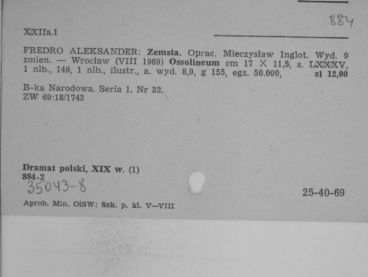 884
XXIIa.1
FREDRO ALEKSANDER: Zemsta. Oprac. Mieczysław Inglot. Wyd. 9
zmien. — Wrocław (VIII 1969) Ossolineum cm 17 × 11,5, s. LXXXV,
1 nlb., 149, 1 nlb., ilustr., a. wyd. 8,9, g 155, egz. 50.000, zł 12,00
B-ka Narodowa. Seria 1. Nr 32.
ZW 69:18/1743
Dramat polski, XIX w. (1)
884-2
35043-8
25-40-69
Aprob. Min. OiSW: Szk. p. kl. V—VIII